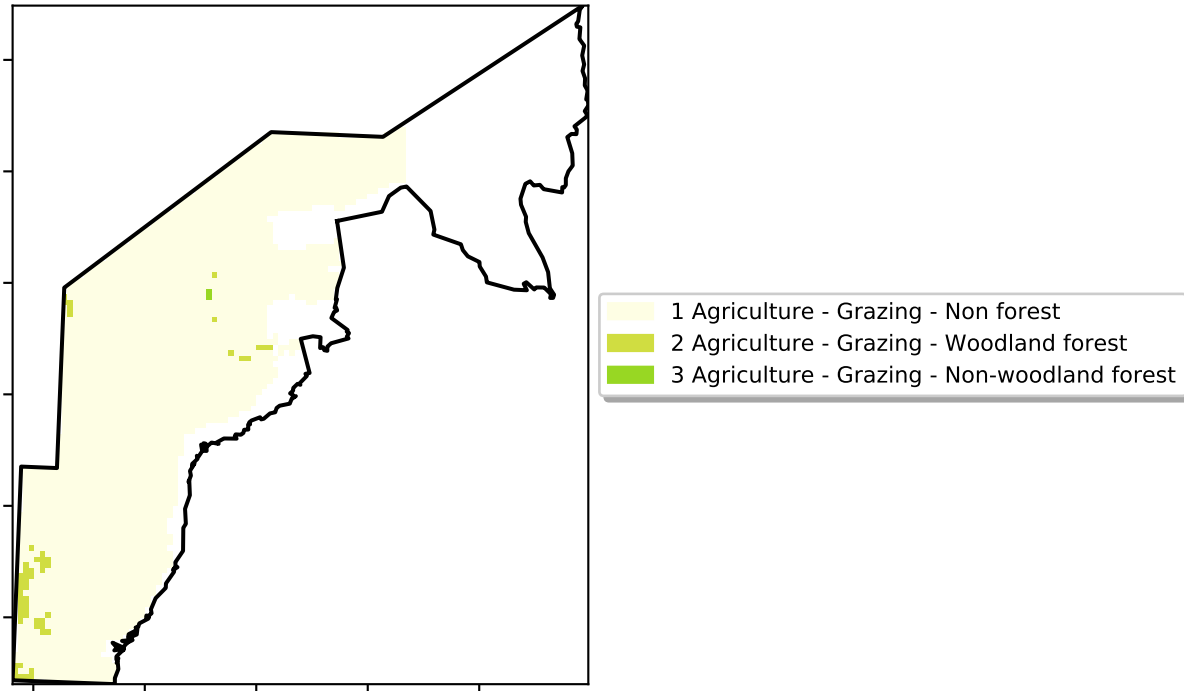 1 Agriculture - Grazing - Non forest
2 Agriculture - Grazing - Woodland forest
3 Agriculture - Grazing - Non-woodland forest